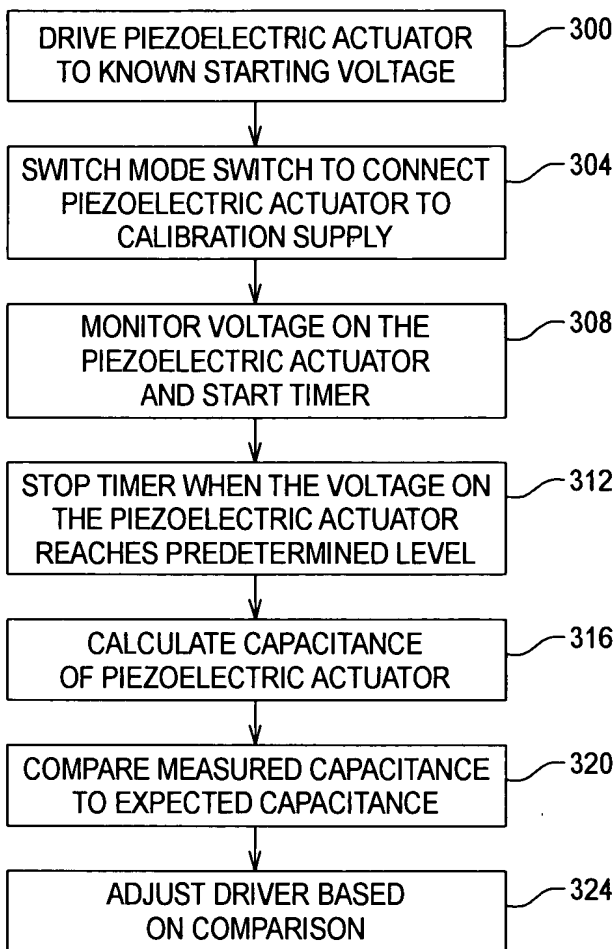 DRIVE PIEZOELECTRIC ACTUATOR
TO KNOWN STARTING VOLTAGE
300
SWITCH MODE SWITCH TO CONNECT
PIEZOELECTRIC ACTUATOR TO
CALIBRATION SUPPLY
304
MONITOR VOLTAGE ON THE
PIEZOELECTRIC ACTUATOR
AND START TIMER
308
STOP TIMER WHEN THE VOLTAGE ON
THE PIEZOELECTRIC ACTUATOR
REACHES PREDETERMINED LEVEL
312
CALCULATE CAPACITANCE
OF PIEZOELECTRIC ACTUATOR
316
COMPARE MEASURED CAPACITANCE
TO EXPECTED CAPACITANCE
320
ADJUST DRIVER BASED
ON COMPARISON
324